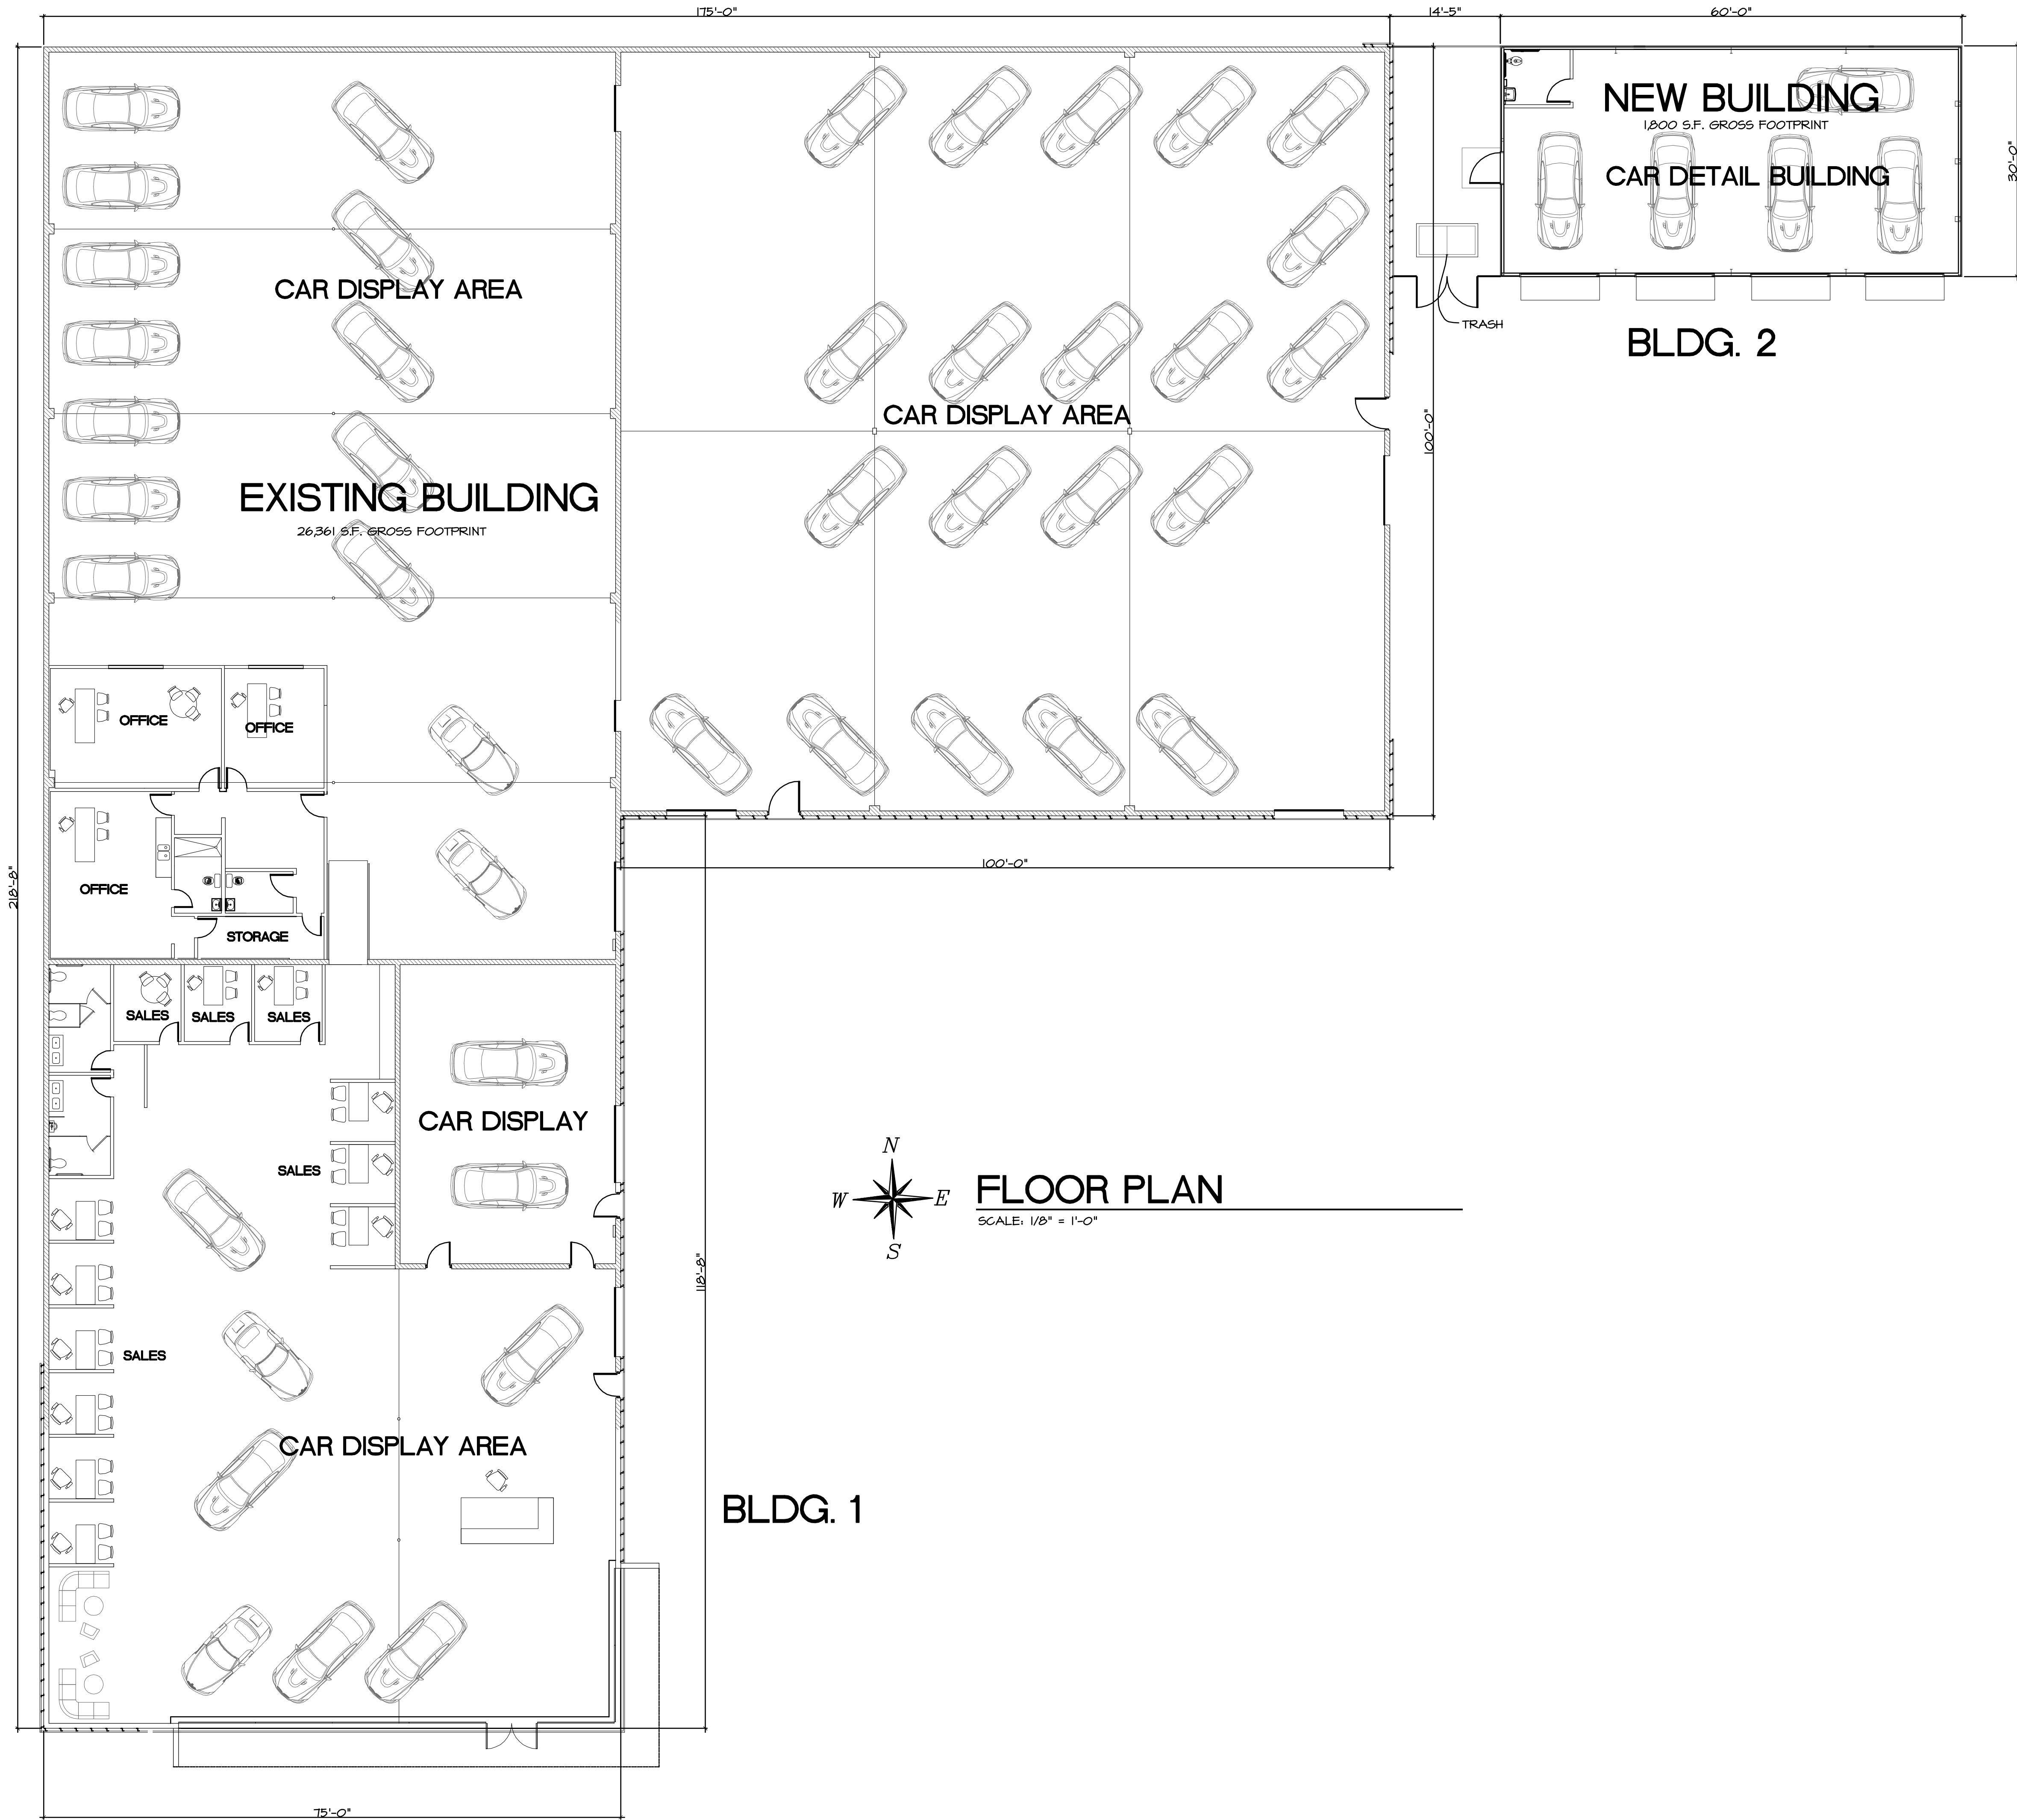 175'-0"
14'-5"
60'-0"
NEW BUILDING
1,800 S.F. GROSS FOOTPRINT
CAR DETAIL BUILDING
30'-0"
CAR DISPLAY AREA
TRASH
BLDG. 2
CAR DISPLAY AREA
100'-0"
EXISTING BUILDING
26,361 S.F. GROSS FOOTPRINT
OFFICE
OFFICE
100'-0"
218'-8"
OFFICE
STORAGE
SALES
SALES
SALES
CAR DISPLAY
SALES
N
W
E
S
FLOOR PLAN
SCALE: 1/8" = 1'-0"
118'-8"
SALES
CAR DISPLAY AREA
BLDG. 1
75'-0"